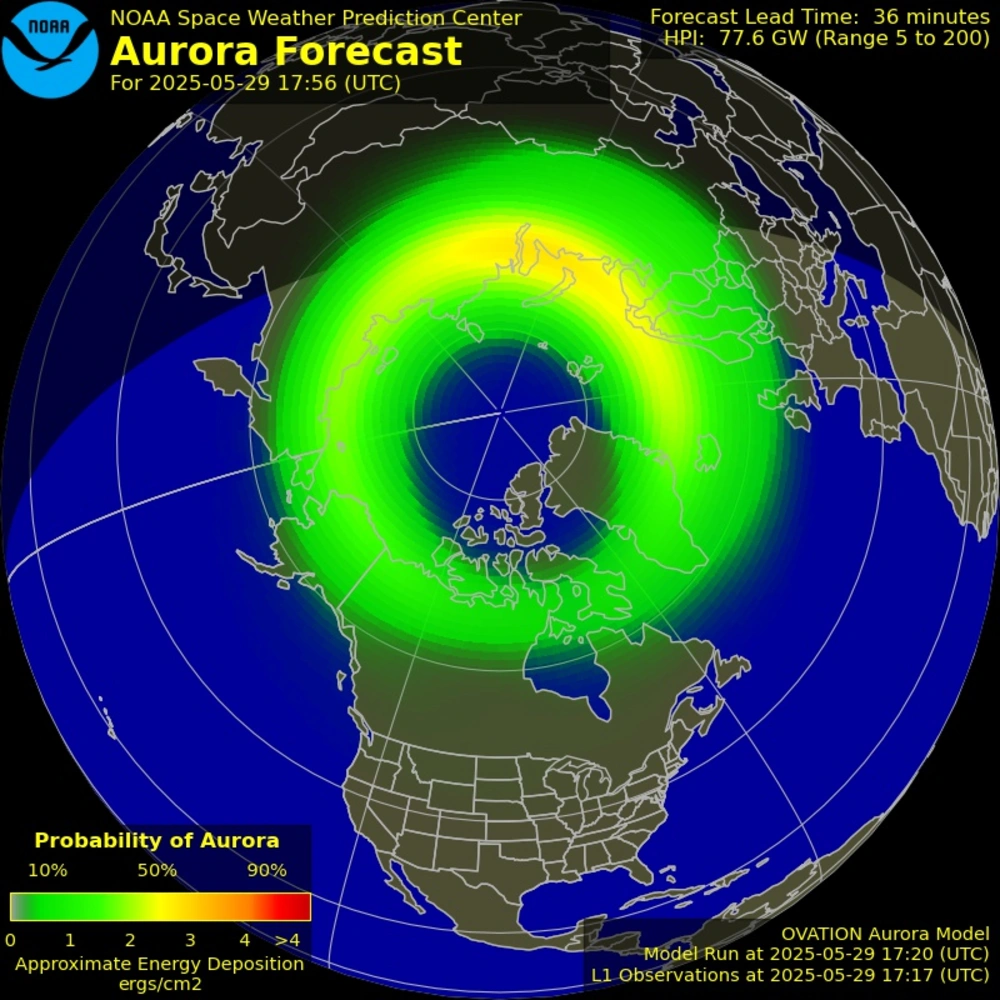 NOAA
NOAA Space Weather Prediction Center
Aurora Forecast
For 2025-05-29 17:56 (UTC)
Forecast Lead Time: 36 minutes
HPI: 77.6 GW (Range 5 to 200)
Probability of Aurora
10% 50% 90%
0 1 2 3 4 >4
Approximate Energy Deposition
ergs/cm2
OVATION Aurora Model
Model Run at 2025-05-29 17:20 (UTC)
L1 Observations at 2025-05-29 17:17 (UTC)